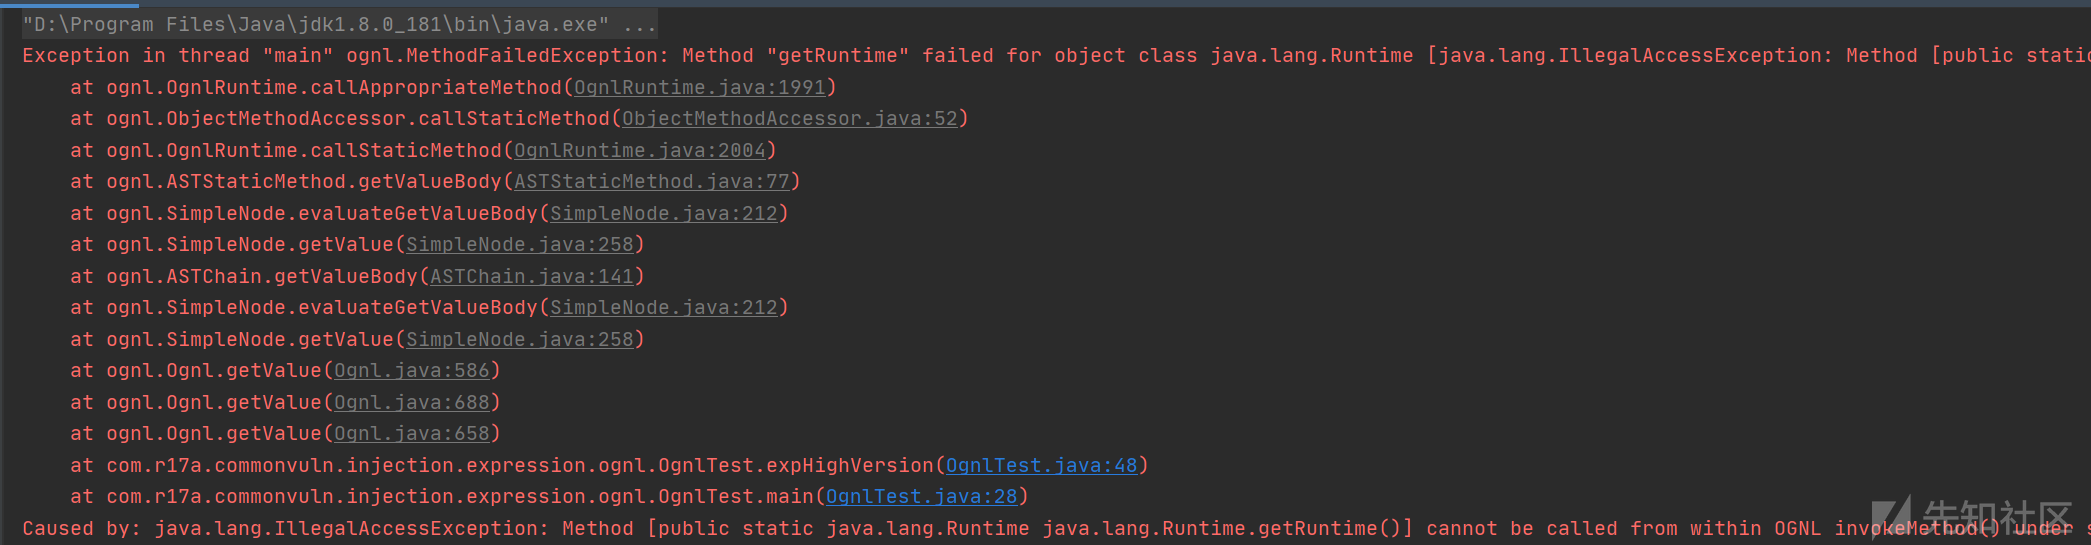 "D:\Program Files\Java\jdk1.8.0_181\bin\java.exe" ...
Exception in thread "main" ognl.MethodFailedException: Method "getRuntime" failed for object class java.lang.Runtime [java.lang.IllegalAccessException: Method [public static
    at ognl.OgnlRuntime.callAppropriateMethod(OgnlRuntime.java:1991)
    at ognl.ObjectMethodAccessor.callStaticMethod(ObjectMethodAccessor.java:52)
    at ognl.OgnlRuntime.callStaticMethod(OgnlRuntime.java:2004)
    at ognl.ASTStaticMethod.getValueBody(ASTStaticMethod.java:77)
    at ognl.SimpleNode.evaluateGetValueBody(SimpleNode.java:212)
    at ognl.SimpleNode.getValue(SimpleNode.java:258)
    at ognl.ASTChain.getValueBody(ASTChain.java:141)
    at ognl.SimpleNode.evaluateGetValueBody(SimpleNode.java:212)
    at ognl.SimpleNode.getValue(SimpleNode.java:258)
    at ognl.Ognl.getValue(Ognl.java:586)
    at ognl.Ognl.getValue(Ognl.java:688)
    at ognl.Ognl.getValue(Ognl.java:658)
    at com.r17a.commonvuln.injection.expression.ognl.OgnlTest.expHighVersion(OgnlTest.java:48)
    at com.r17a.commonvuln.injection.expression.ognl.OgnlTest.main(OgnlTest.java:28)
Caused by: java.lang.IllegalAccessException: Method [public static java.lang.Runtime java.lang.Runtime.getRuntime()] cannot be called from within OGNL invokeMethod() under
先知社区